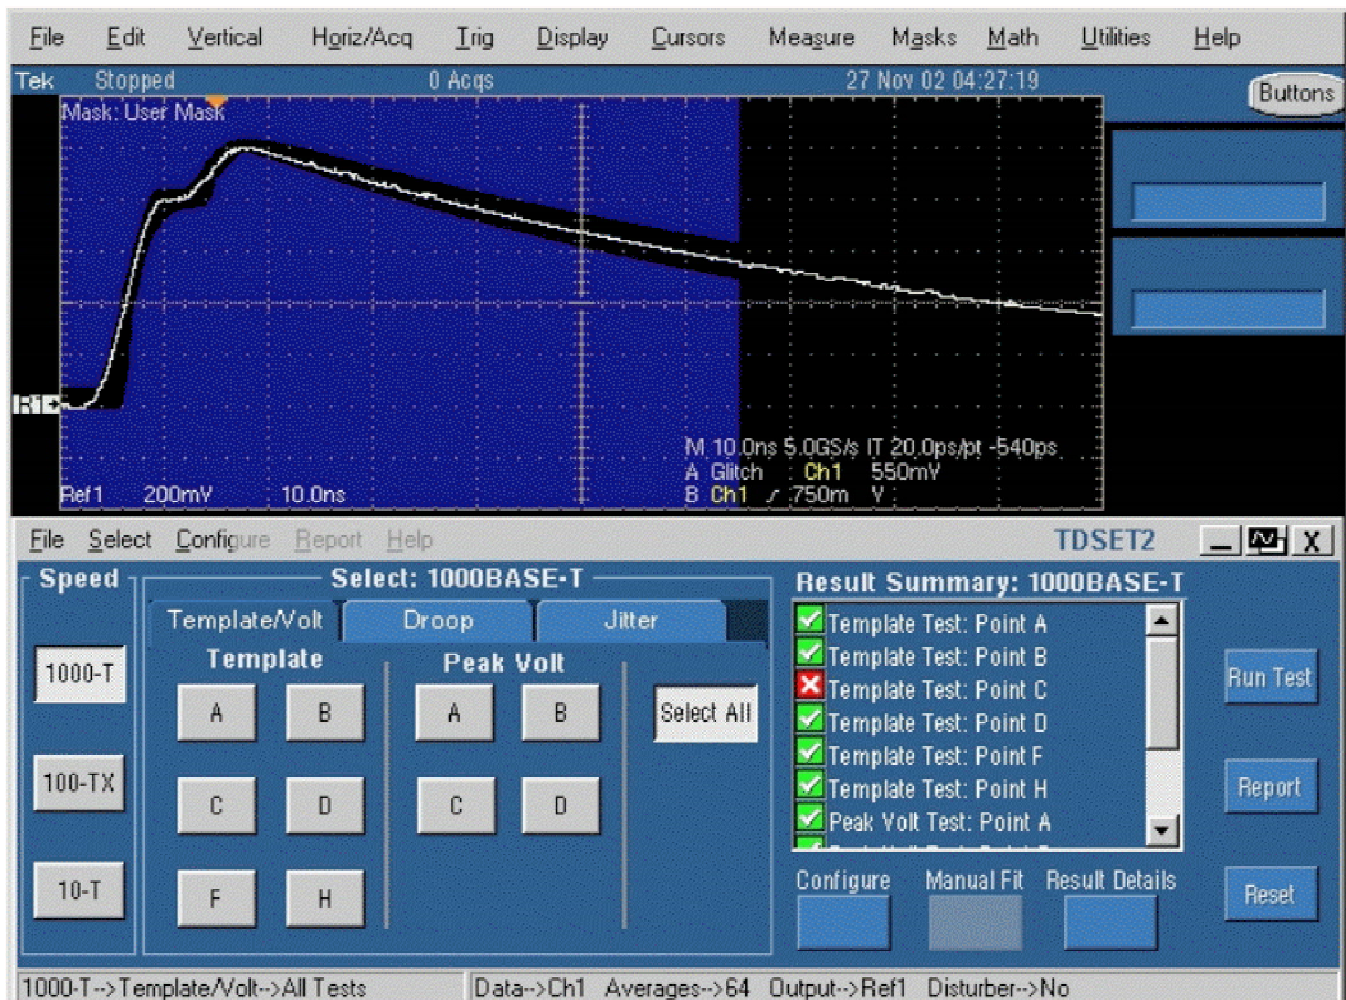 File Edit Vertical Horiz/Acq Trig Display Cursors Measure Masks Math Utilities Help
Tek Stopped 0 Acqs 27 Nov 02 04:27:19
Buttons
Mask: User Mask
R1
M 10.0ns 5.0GS/s IT 20.0ps/pt -540ps
A Glitch Ch1 550mV
B Ch1 750m V
Ref1 200mV 10.0ns
File Select Configure Report Help TDSET2 X
Speed
1000-T
100-TX
10-T
Select: 1000BASE-T
Template/Volt Droop Jitter
Template Peak Volt
A B A B Select All
C D C D
F H
Result Summary: 1000BASE-T
Template Test: Point A
Template Test: Point B
Template Test: Point C
Template Test: Point D
Template Test: Point F
Template Test: Point H
Peak Volt Test: Point A
Configure Manual Fit Result Details
Run Test
Report
Reset
1000-T-->Template/Volt-->All Tests
Data-->Ch1 Averages-->64 Output-->Ref1 Disturber-->No